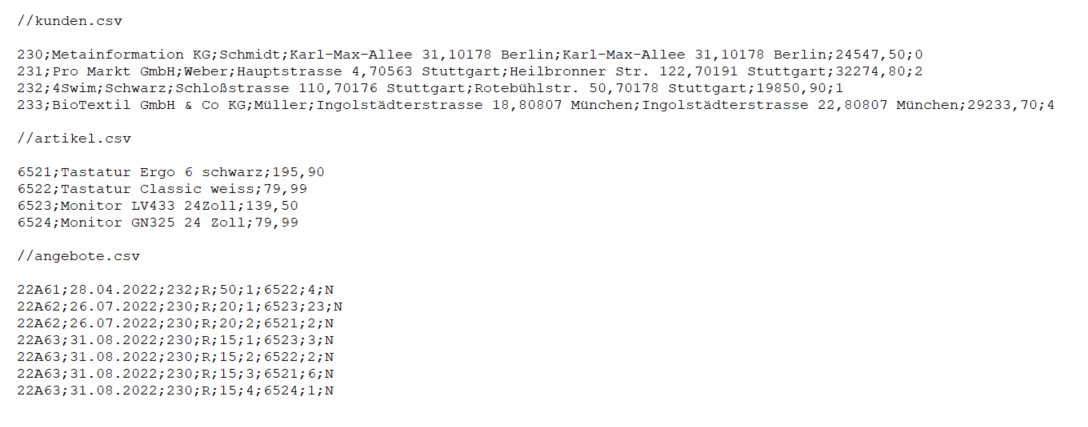 //kunden.csv
230;Metainformation KG;Schmidt;Karl-Max-Allee 31,10178 Berlin;Karl-Max-Allee 31,10178 Berlin;24547,50;0
231;Pro Markt GmbH;Weber;Hauptstrasse 4,70563 Stuttgart;Heilbronner Str. 122,70191 Stuttgart;32274,80;2
232;4Swim;Schwarz;Schloßstrasse 110,70176 Stuttgart;Rotebühlstr. 50,70178 Stuttgart;19850,90;1
233;BioTextil GmbH & Co KG;Müller;Ingolstädterstrasse 18,80807 München;Ingolstädterstrasse 22,80807 München;29233,70;4
//artikel.csv
6521;Tastatur Ergo 6 schwarz;195,90
6522;Tastatur Classic weiss;79,99
6523;Monitor LV433 24Zoll;139,50
6524;Monitor GN325 24 Zoll;79,99
//angebote.csv
22A61;28.04.2022;232;R;50;1;6522;4;N
22A62;26.07.2022;230;R;20;1;6523;23;N
22A62;26.07.2022;230;R;20;2;6521;2;N
22A63;31.08.2022;230;R;15;1;6523;3;N
22A63;31.08.2022;230;R;15;2;6522;2;N
22A63;31.08.2022;230;R;15;3;6521;6;N
22A63;31.08.2022;230;R;15;4;6524;1;N